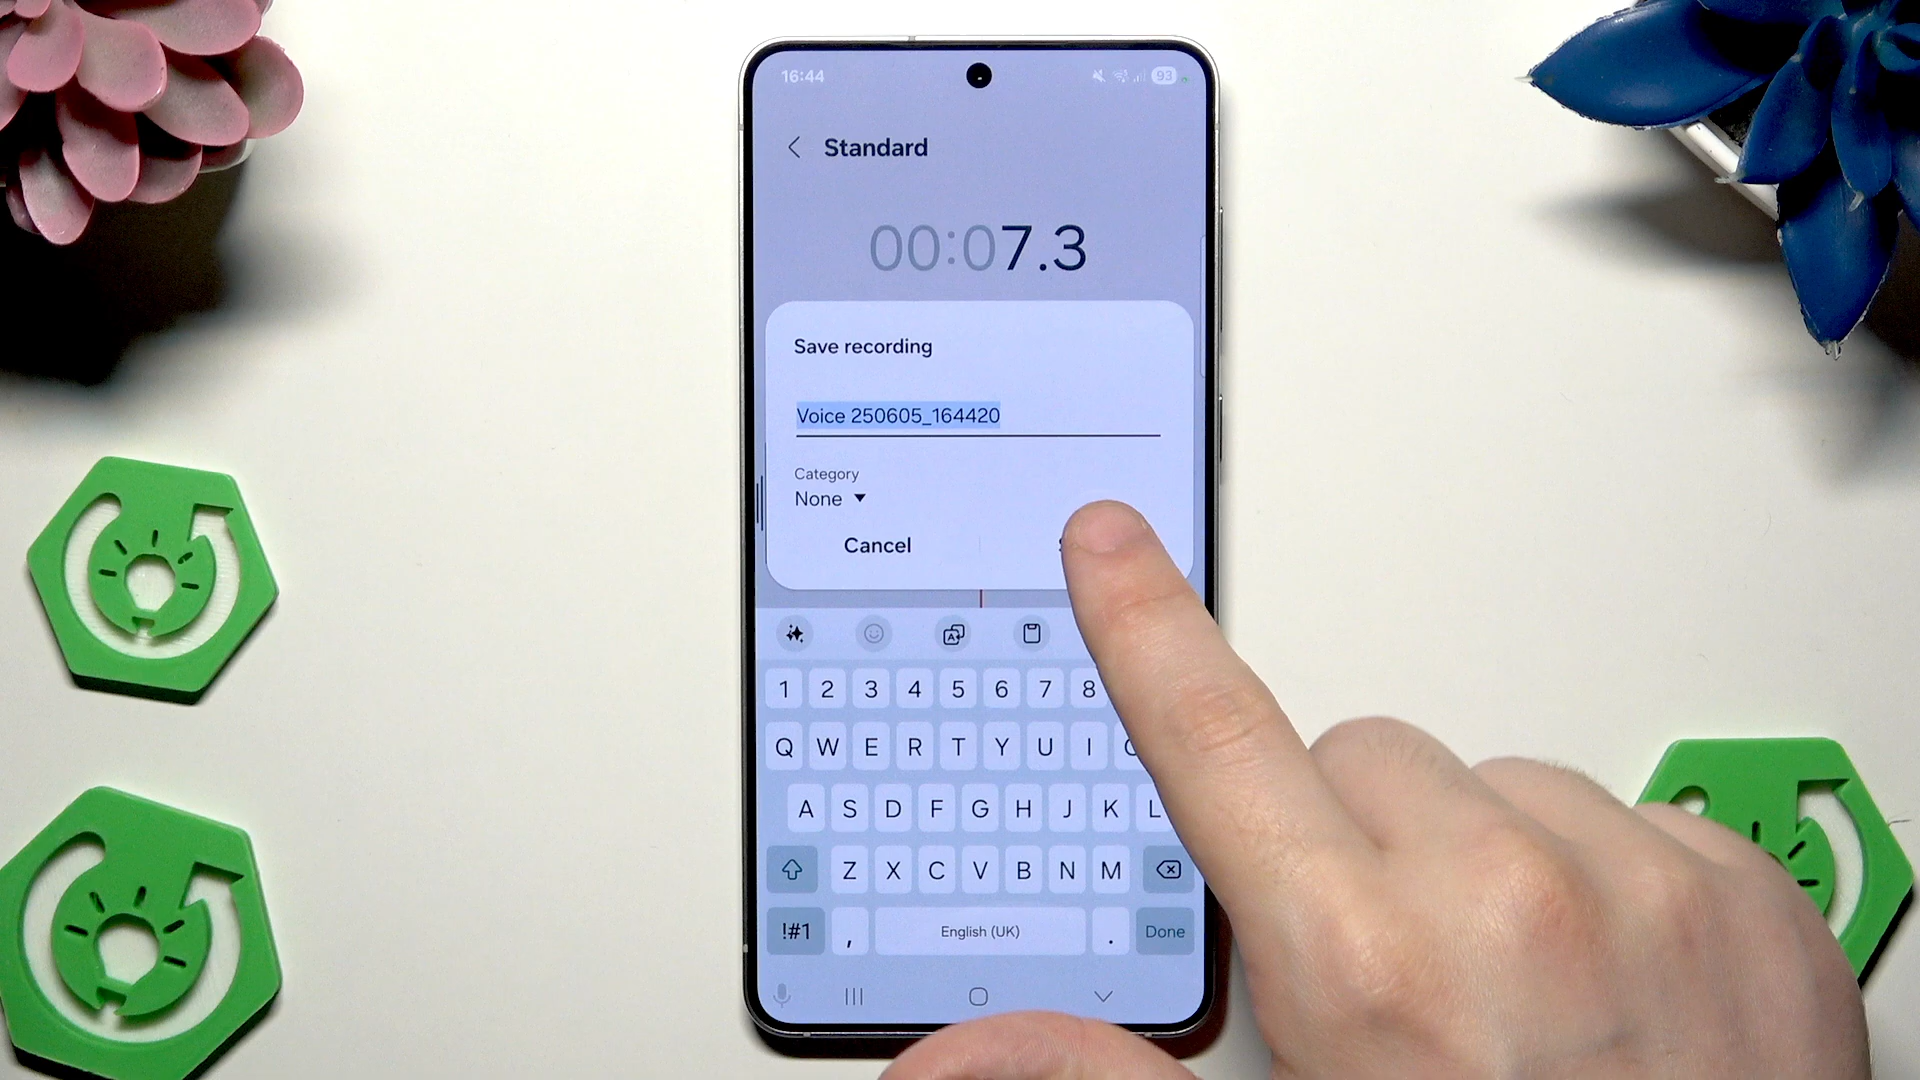 16:44
93
Standard
00:07.3
Save recording
Voice 250605_164420
Category
None
Cancel
1 2 3 4 5 6 7 8
Q W E R T Y U I
A S D F G H J K L
Z X C V B N M
!#1 , English (UK) . Done